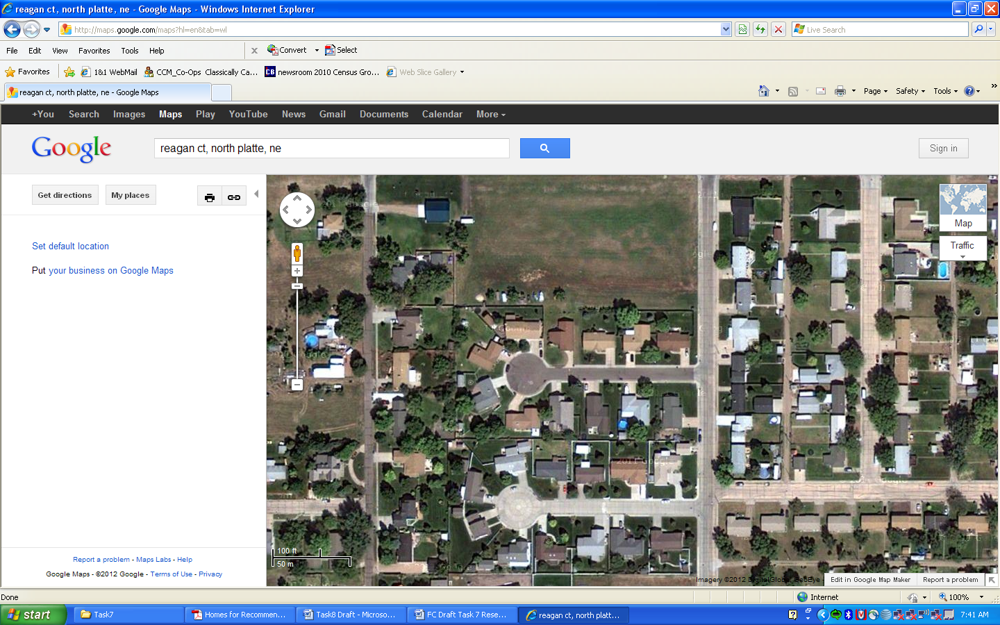 reagan ct, north platte, ne - Google Maps - Windows Internet Explorer
http://maps.google.com/maps?hl=en&tab=wl
Live Search
File Edit View Favorites Tools Help
Convert Select
Favorites 1&1 WebMail CCM_Co-Ops Classically Ca... newsroom 2010 Census Gro... Web Slice Gallery
reagan ct, north platte, ne - Google Maps
Page Safety Tools »
+You Search Images Maps Play YouTube News Gmail Documents Calendar More
Google
reagan ct, north platte, ne
Sign in
Get directions My places
Map
Traffic
Set default location
Put your business on Google Maps
© 2011 Google
100 ft
50 m
Report a problem - Maps Labs - Help
Google Maps - ©2012 Google - Terms of Use - Privacy
Imagery ©2012 DigitalGlobe, GeoEye -
Edit in Google Map Maker Report a problem
Done Internet 100%
start Task7 Homes for Recommen... Task8 Draft - Microso... FC Draft Task 7 Rese... reagan ct, north platt... 7:41 AM